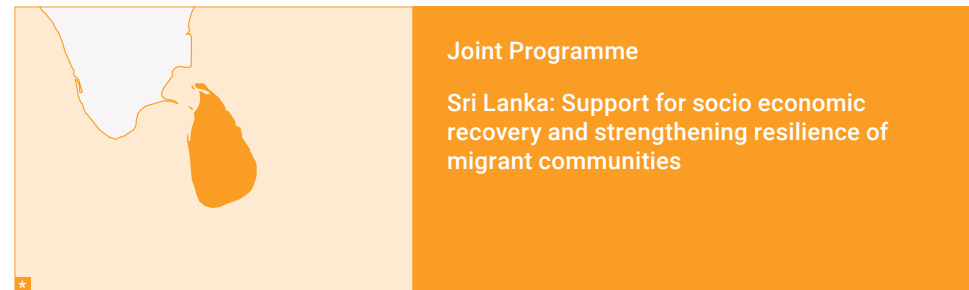 Joint Programme
Sri Lanka: Support for socio economic
recovery and strengthening resilience of
migrant communities
*